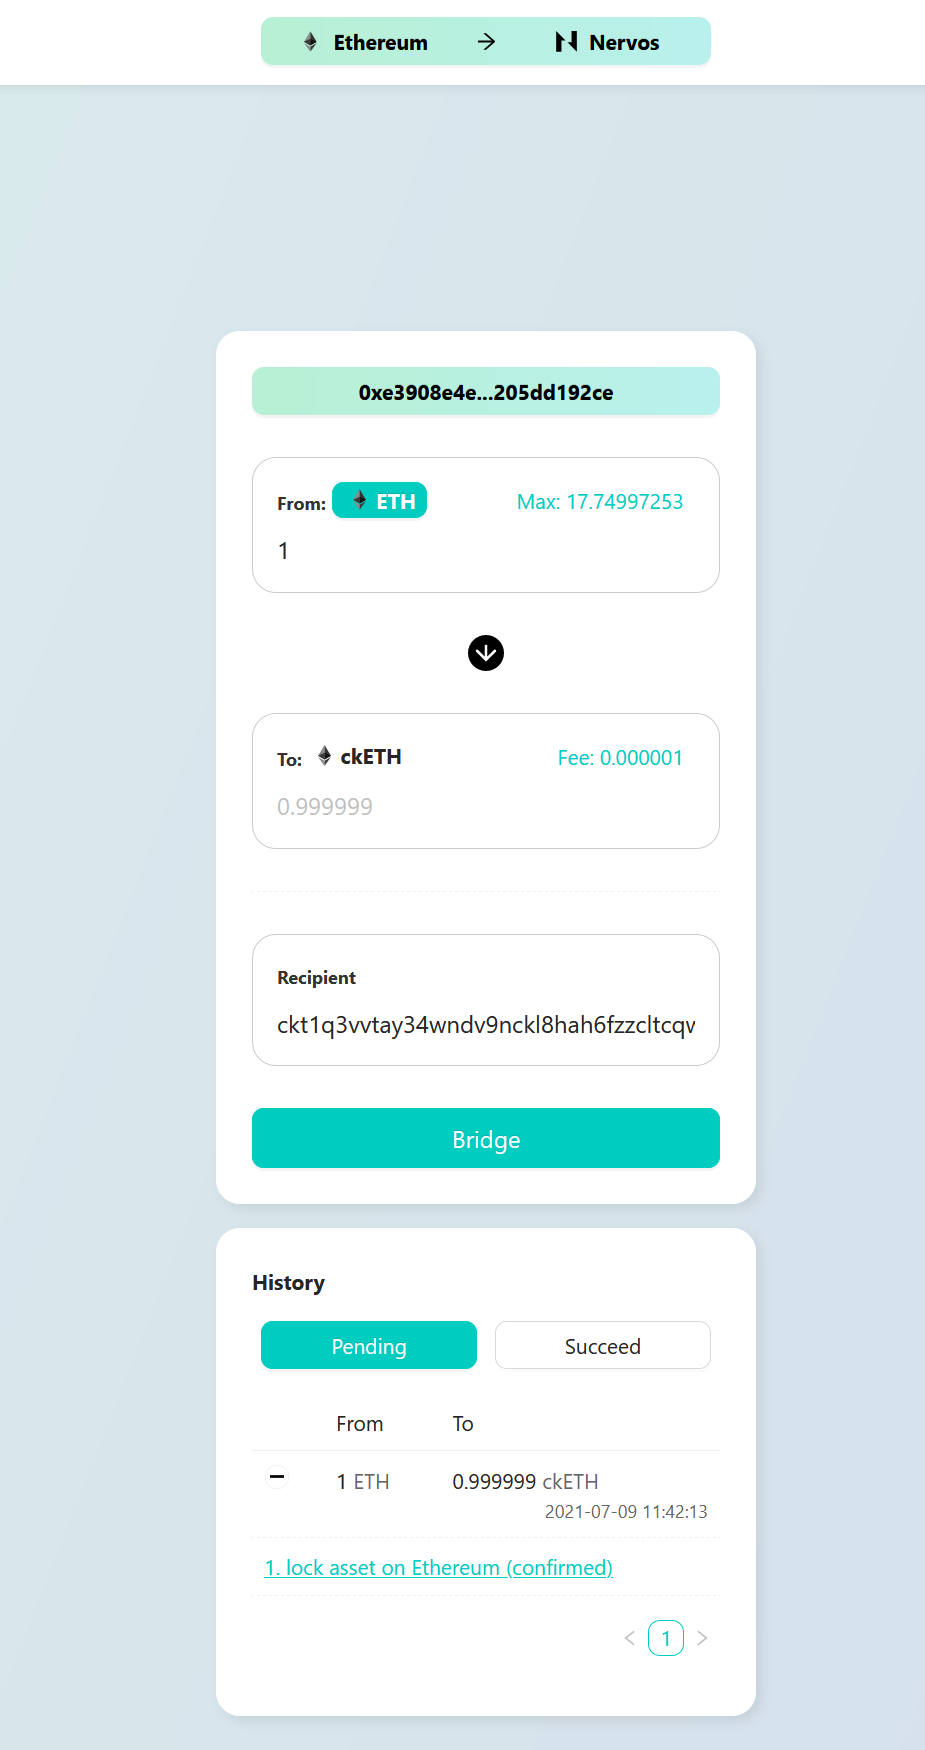 Ethereum → Nervos
0xe3908e4e...205dd192ce
From: ETH Max: 17.74997253
1
To: ckETH Fee: 0.000001
0.999999
Recipient
ckt1q3vvtay34wndv9nckl8hah6fzzcltcqv
Bridge
History
Pending Succeed
From To
1 ETH 0.999999 ckETH
2021-07-09 11:42:13
1. lock asset on Ethereum (confirmed)
< 1 >